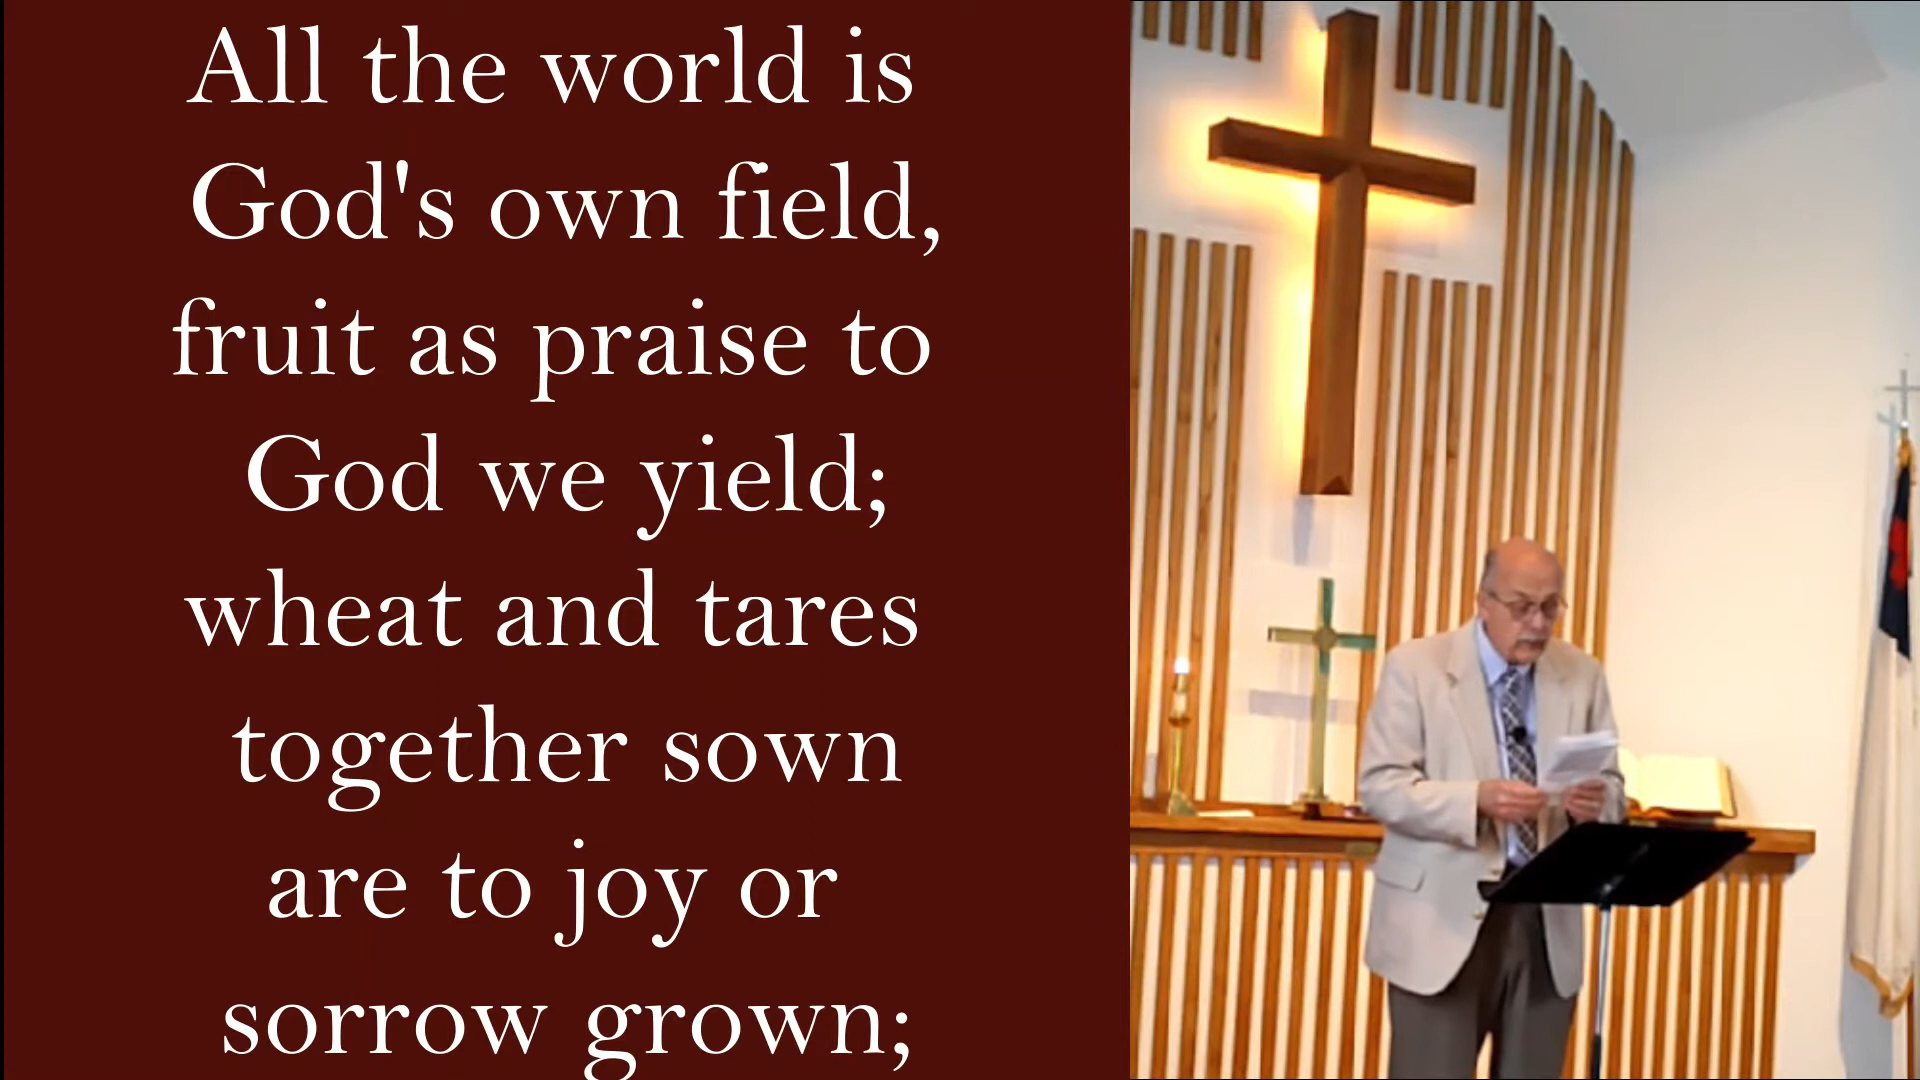 All the world is
God's own field,
fruit as praise to
God we yield;
wheat and tares
together sown
are to joy or
sorrow grown;